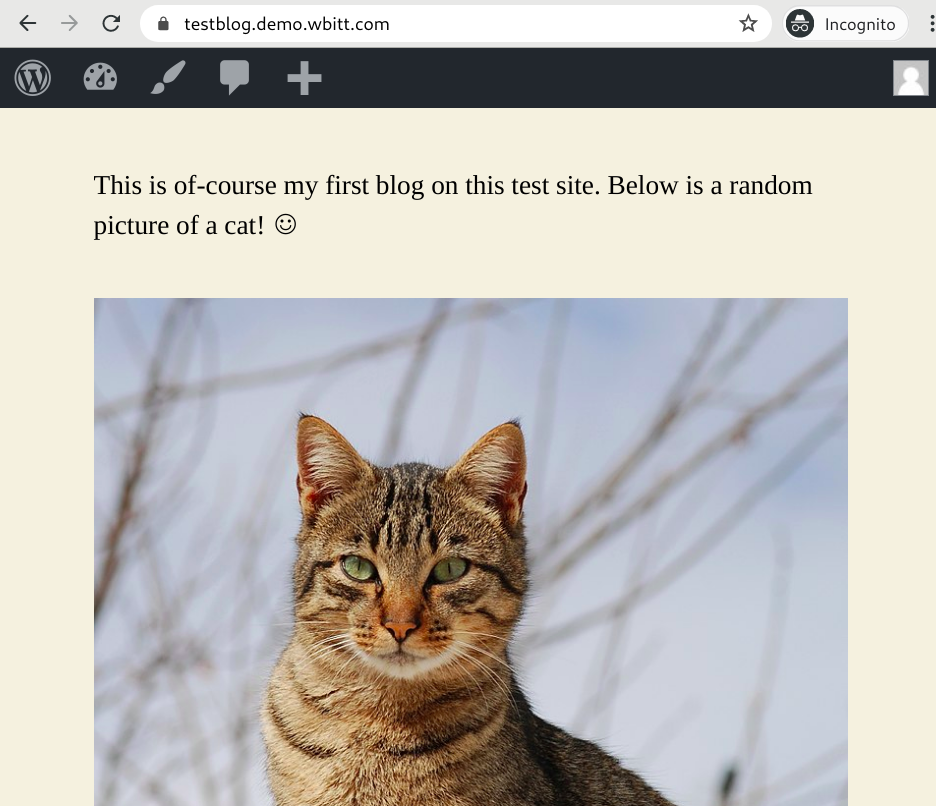 testblog.demo.wbitt.com
Incognito
This is of-course my first blog on this test site. Below is a random
picture of a cat! ☺